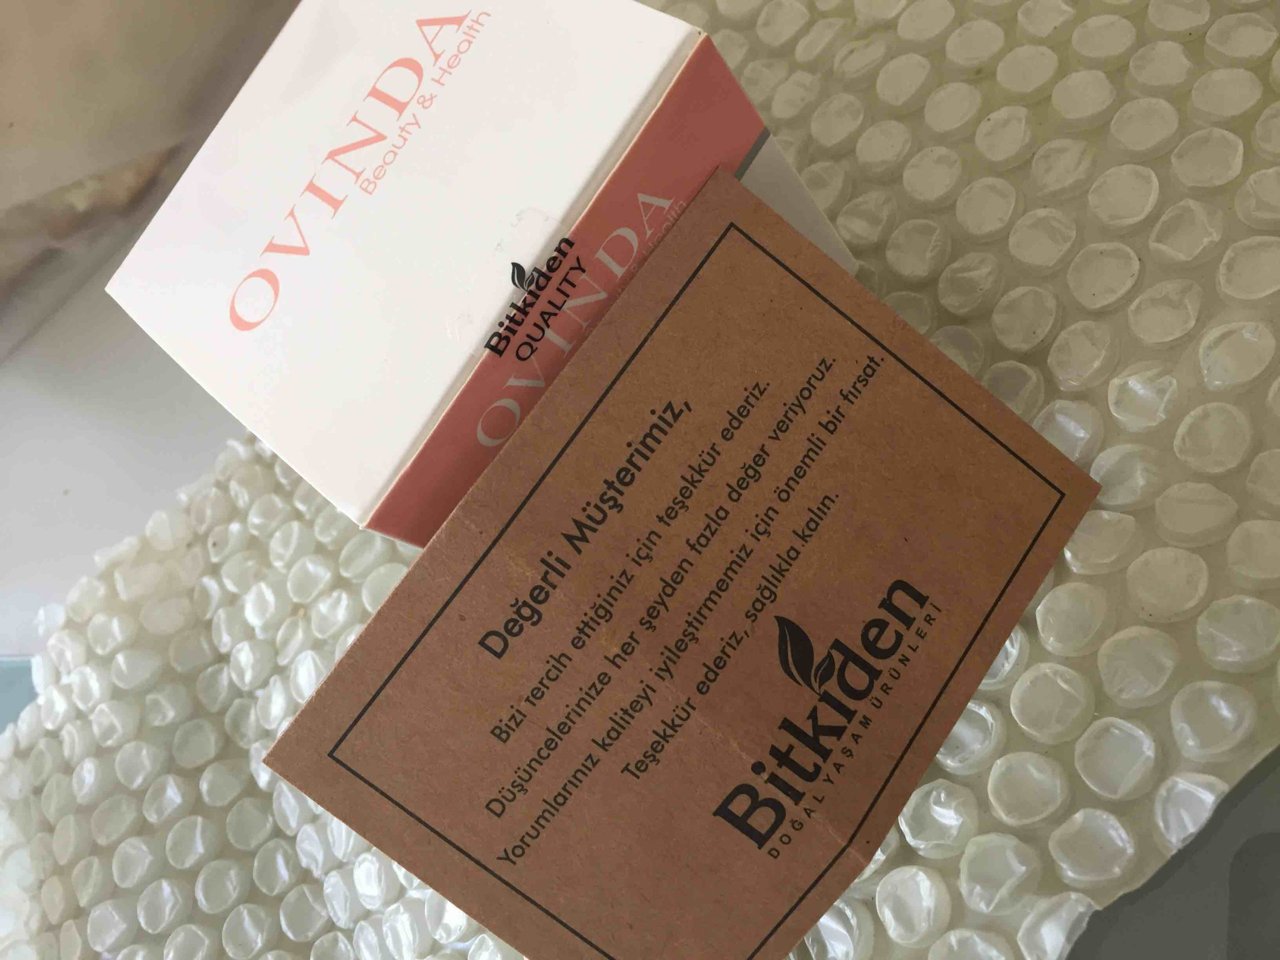 OVINDA
Beauty & Health
Bitkiden
QUALITY
OVINDA
Health
Değerli Müşterimiz,
Bizi tercih ettiğiniz için teşekkür ederiz.
Düşüncelerinize her şeyden fazla değer veriyoruz.
Yorumlarınız kaliteyi iyileştirmemiz için önemli bir fırsat.
Teşekkür ederiz, sağlıkla kalın.
Bitkiden
DOĞAL YAŞAM ÜRÜNLERİ